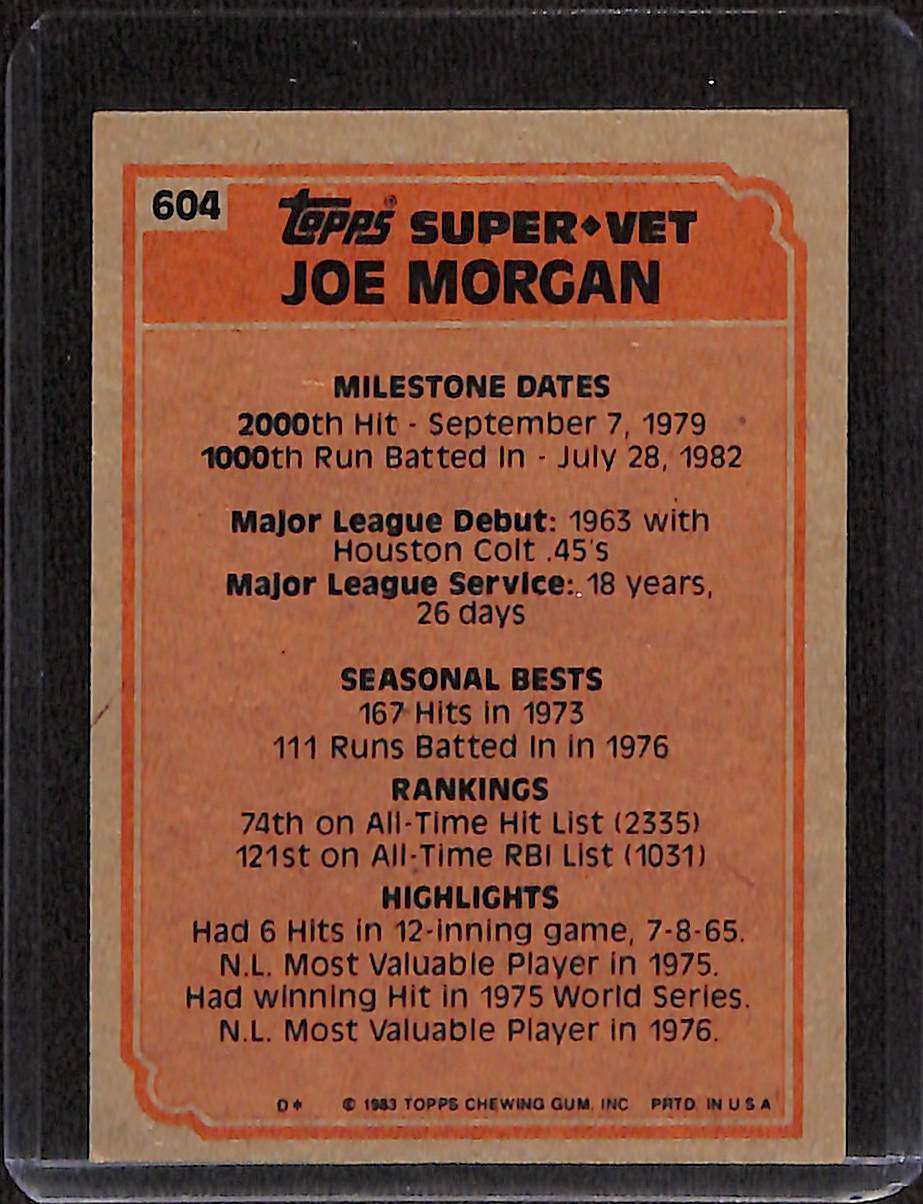 604
Topps® SUPER♦VET
JOE MORGAN
MILESTONE DATES
2000th Hit - September 7, 1979
1000th Run Batted In - July 28, 1982
Major League Debut: 1963 with
Houston Colt .45's
Major League Service: 18 years,
26 days
SEASONAL BESTS
167 Hits in 1973
111 Runs Batted In in 1976
RANKINGS
74th on All-Time Hit List (2335)
121st on All-Time RBI List (1031)
HIGHLIGHTS
Had 6 Hits in 12-inning game, 7-8-65.
N.L. Most Valuable Player in 1975.
Had winning Hit in 1975 World Series.
N.L. Most Valuable Player in 1976.
D* © 1983 TOPPS CHEWING GUM, INC. PRTD. IN U.S.A.